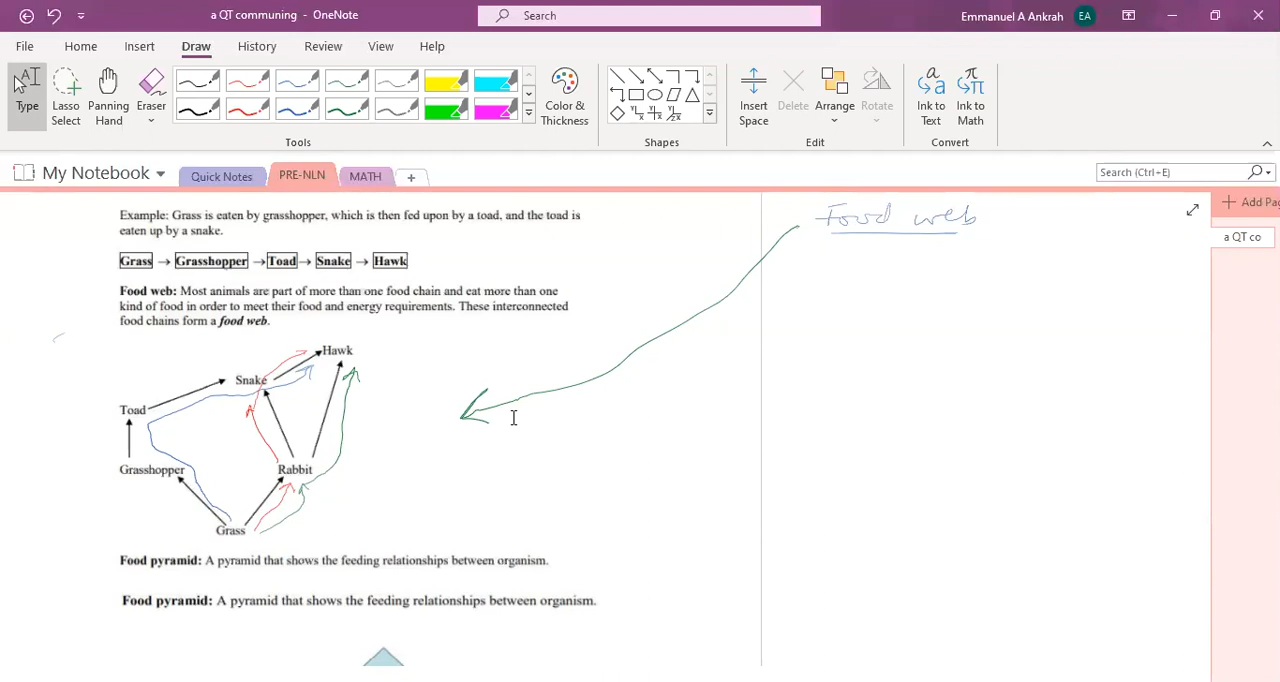 a QT communing - OneNote
Search
Emmanuel A Ankrah
EA
File Home Insert Draw History Review View Help
Type
Lasso Select
Panning Hand
Eraser
Color & Thickness
Insert Space
Delete
Arrange
Rotate
Ink to Text
Ink to Math
Tools
Shapes
Edit
Convert
My Notebook
Quick Notes
PRE-NLN
MATH
Search (Ctrl+E)
Add Pag
a QT co
Example: Grass is eaten by grasshopper, which is then fed upon by a toad, and the toad is
eaten up by a snake.
Grass → Grasshopper → Toad → Snake → Hawk
Food web: Most animals are part of more than one food chain and eat more than one
kind of food in order to meet their food and energy requirements. These interconnected
food chains form a food web.
Hawk
Snake
Toad
Grasshopper
Rabbit
Grass
Food pyramid: A pyramid that shows the feeding relationships between organism.
Food pyramid: A pyramid that shows the feeding relationships between organism.
Food web